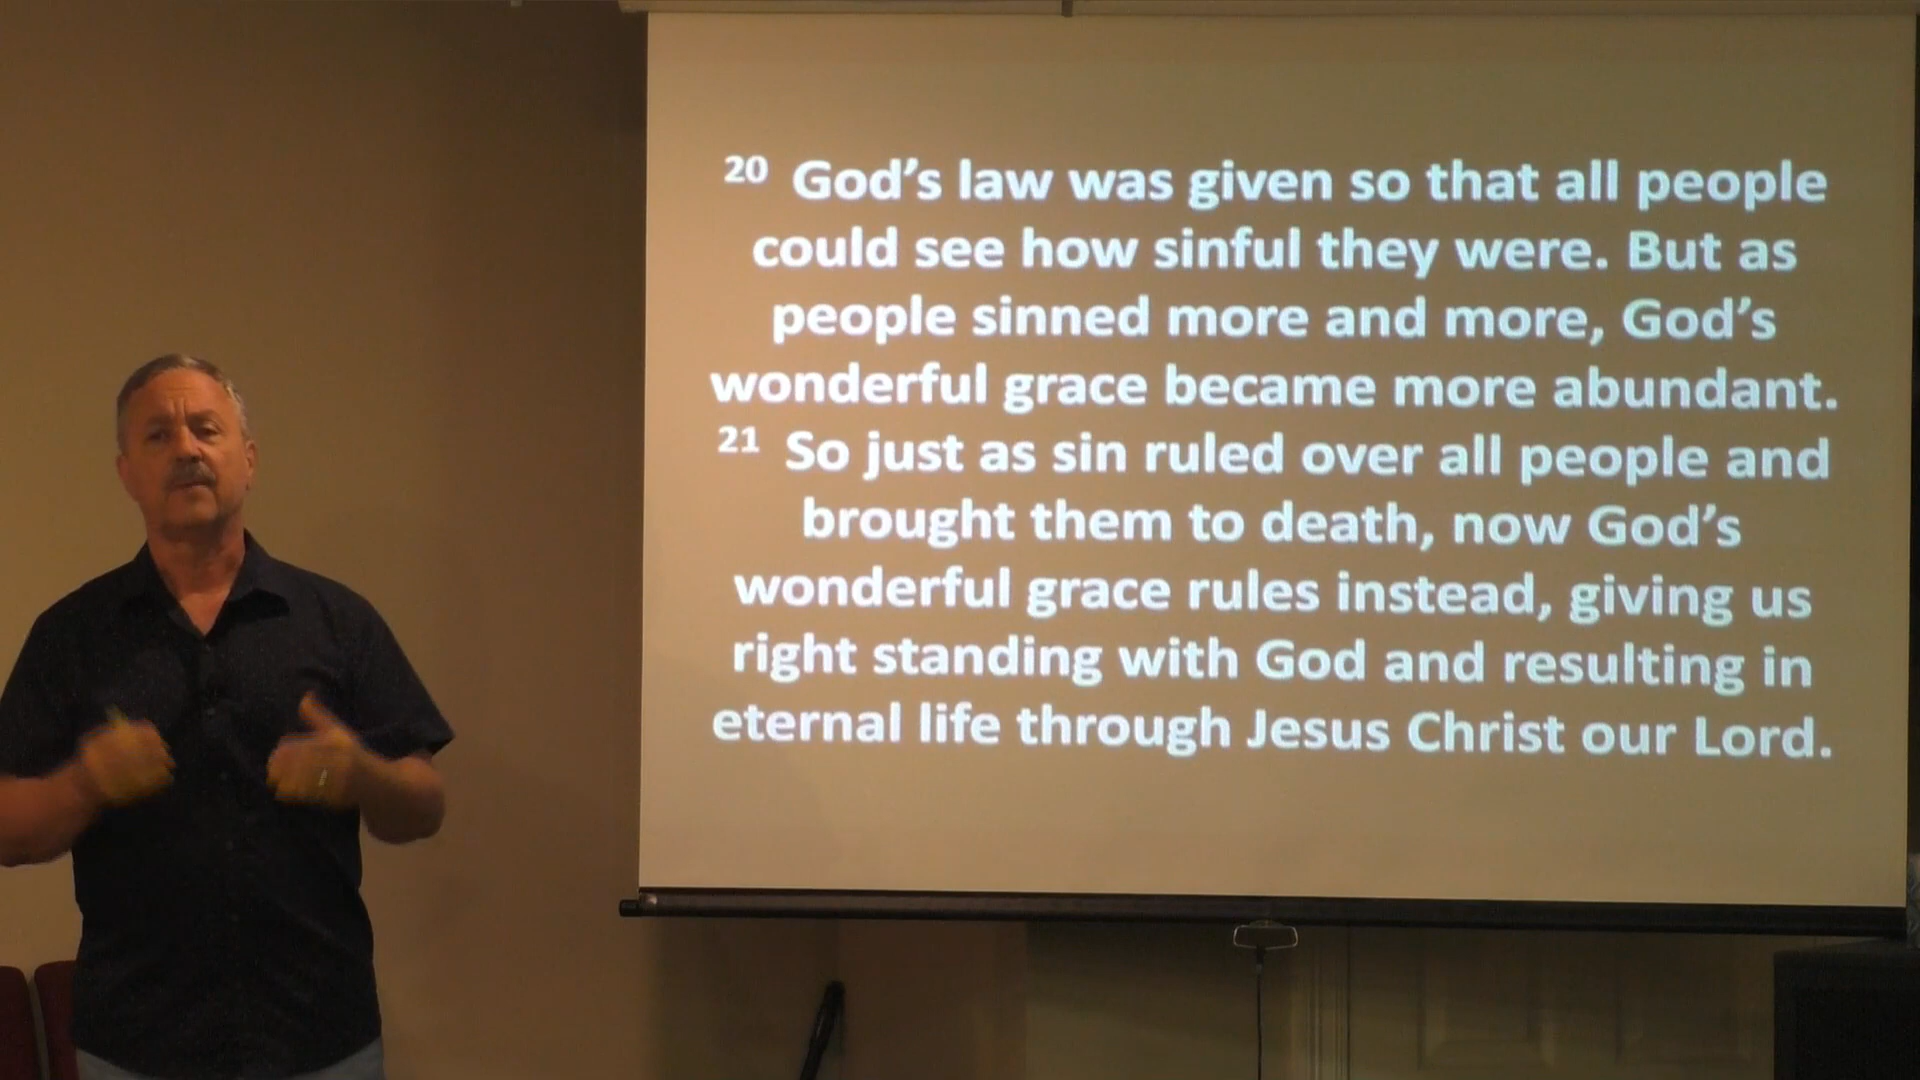 20 God's law was given so that all people
could see how sinful they were. But as
people sinned more and more, God's
wonderful grace became more abundant.
21 So just as sin ruled over all people and
brought them to death, now God's
wonderful grace rules instead, giving us
right standing with God and resulting in
eternal life through Jesus Christ our Lord.